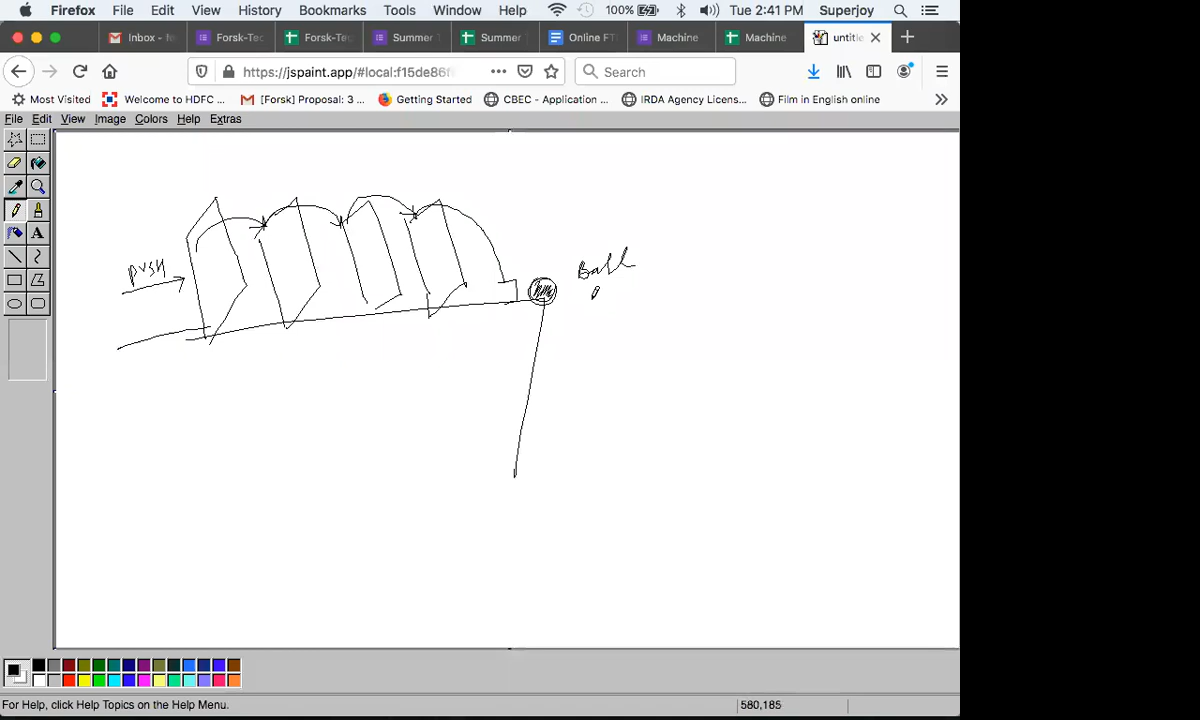 Firefox File Edit View History Bookmarks Tools Window Help 100% Tue 2:41 PM Superjoy
Inbox - Forsk-Tec Forsk-Tec Summer Summer Online FT Machine Machine untitle
https://jspaint.app/#local:f15de86f Search
Most Visited Welcome to HDFC ... [Forsk] Proposal: 3 ... Getting Started CBEC - Application ... IRDA Agency Licens... Film in English online
File Edit View Image Colors Help Extras
PUSH
Ball
For Help, click Help Topics on the Help Menu. 580,185